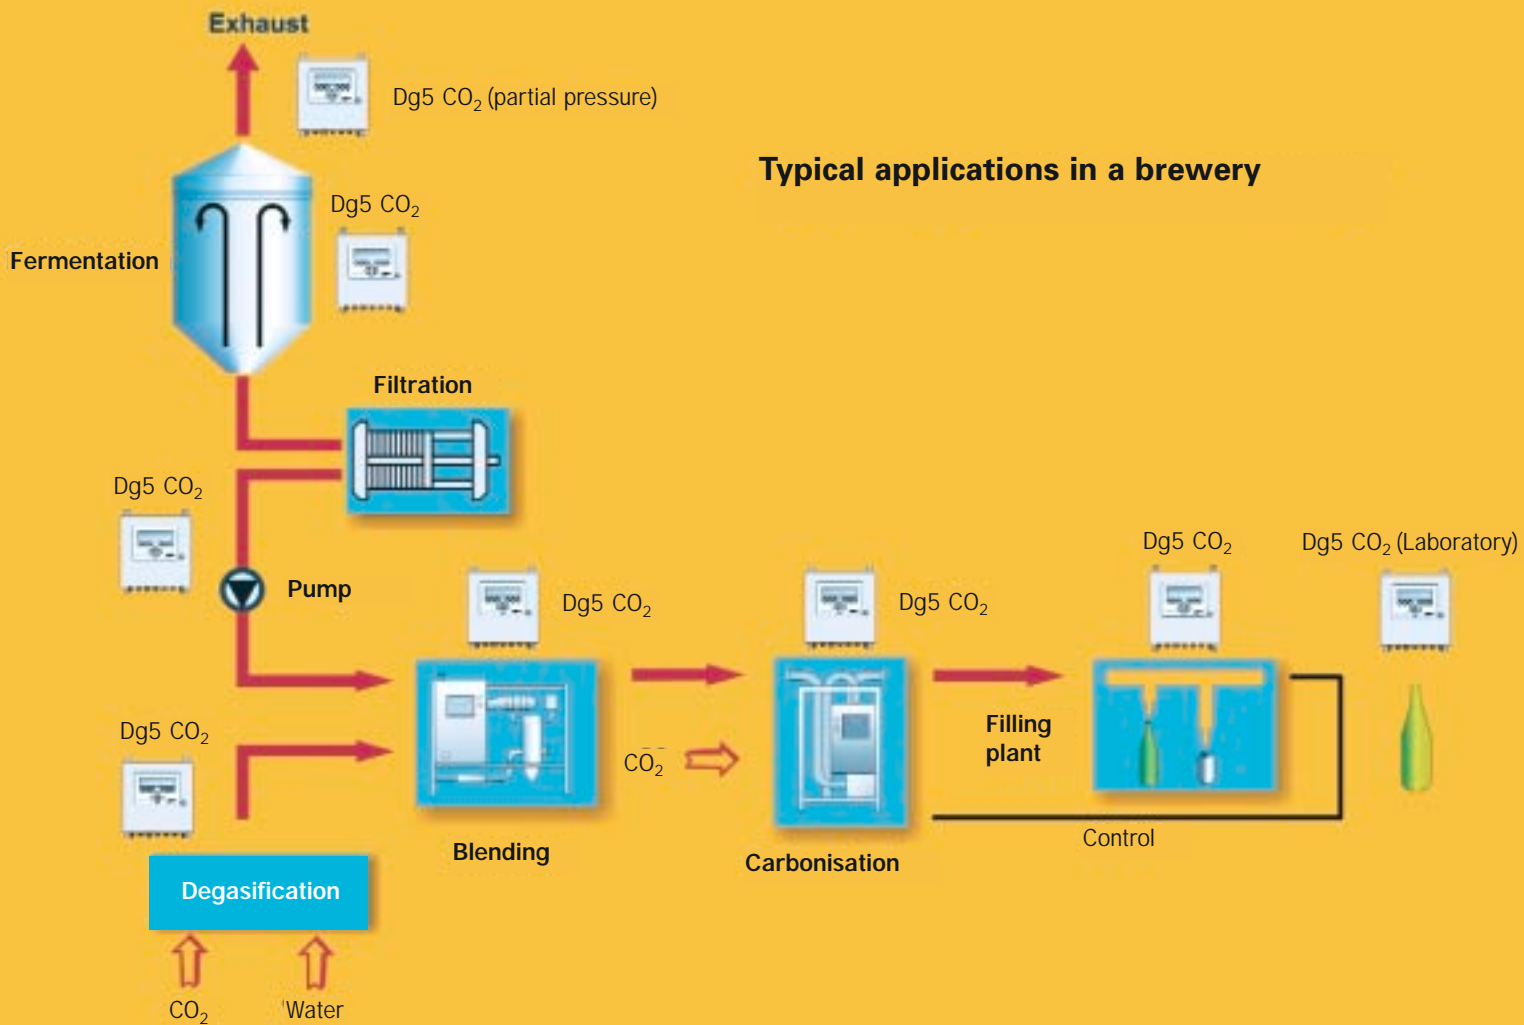 Exhaust
Dg5 CO₂ (partial pressure)
Typical applications in a brewery
Dg5 CO₂
Fermentation
Filtration
Dg5 CO₂
Pump
Dg5 CO₂
Dg5 CO₂
Dg5 CO₂
Dg5 CO₂ (Laboratory)
Dg5 CO₂
CO₂
Filling
plant
Blending
Carbonisation
Control
Degasification
CO₂
Water